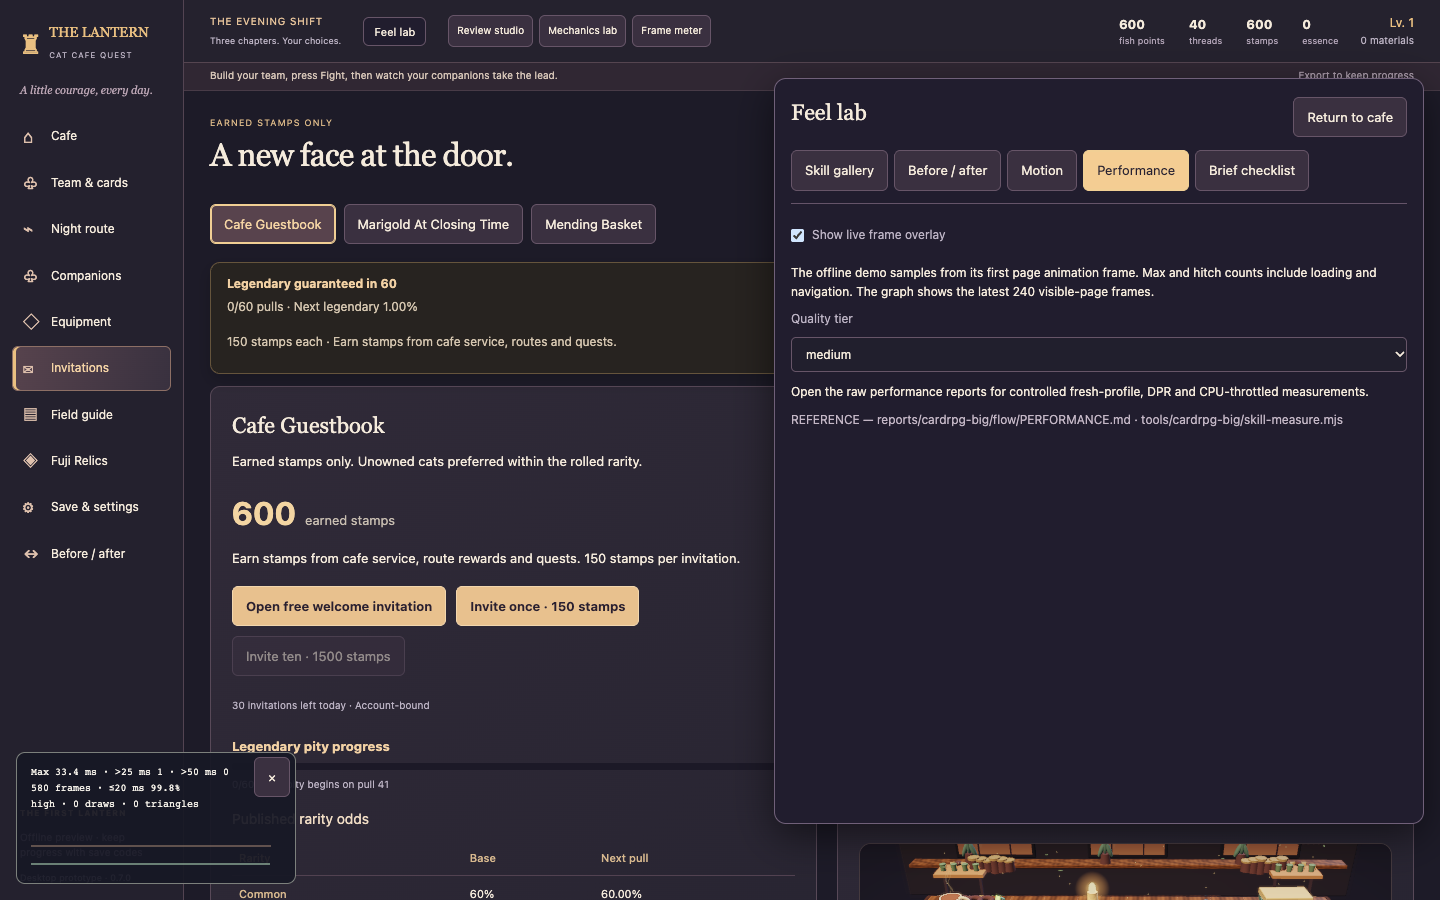 THE LANTERN
CAT CAFE QUEST
A little courage, every day.
Cafe
Team & cards
Night route
Companions
Equipment
Invitations
Field guide
Fuji Relics
Save & settings
Before / after
THE EVENING SHIFT
Three chapters. Your choices.
Feel lab
Review studio
Mechanics lab
Frame meter
600 fish points
40 threads
600 stamps
0 essence
Lv. 1
0 materials
Build your team, press Fight, then watch your companions take the lead.
Export to keep progress
EARNED STAMPS ONLY
A new face at the door.
Cafe Guestbook
Marigold At Closing Time
Mending Basket
Legendary guaranteed in 60
0/60 pulls · Next legendary 1.00%
150 stamps each · Earn stamps from cafe service, routes and quests.
Cafe Guestbook
Earned stamps only. Unowned cats preferred within the rolled rarity.
600 earned stamps
Earn stamps from cafe service, route rewards and quests. 150 stamps per invitation.
Open free welcome invitation
Invite once · 150 stamps
Invite ten · 1500 stamps
30 invitations left today · Account-bound
Legendary pity progress
begins on pull 41
Published rarity odds
Base
Next pull
Common
60%
60.00%
Feel lab
Return to cafe
Skill gallery
Before / after
Motion
Performance
Brief checklist
Show live frame overlay
The offline demo samples from its first page animation frame. Max and hitch counts include loading and
navigation. The graph shows the latest 240 visible-page frames.
Quality tier
medium
Open the raw performance reports for controlled fresh-profile, DPR and CPU-throttled measurements.
REFERENCE — reports/cardrpg-big/flow/PERFORMANCE.md · tools/cardrpg-big/skill-measure.mjs
Max 33.4 ms · >25 ms 1 · >50 ms 0
580 frames · ≤20 ms 99.8%
high · 0 draws · 0 triangles
×
THE FIRST LANTERN
Offline preview · keep
progress with save codes